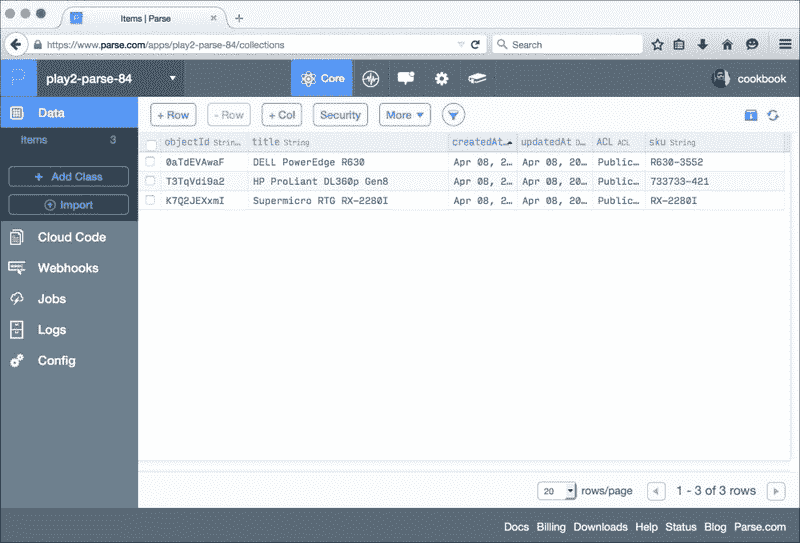 Items | Parse
https://www.parse.com/apps/play2-parse-84/collections
Search
play2-parse-84
Core
cookbook
Data
+ Row
- Row
+ Col
Security
More
Items 3
objectId Strin…
title String
createdAt…
updatedAt D…
ACL ACL
sku String
0aTdEVAwaF DELL PowerEdge R630 Apr 08, 2… Apr 08, 20… Public… R630-3552
T3TqVdi9a2 HP ProLiant DL360p Gen8 Apr 08, 2… Apr 08, 20… Public… 733733-421
K7Q2JEXxmI Supermicro RTG RX-2280I Apr 08, 2… Apr 08, 20… Public… RX-2280I
+ Add Class
Import
Cloud Code
Webhooks
Jobs
Logs
Config
20 rows/page 1 - 3 of 3 rows
Docs Billing Downloads Help Status Blog Parse.com